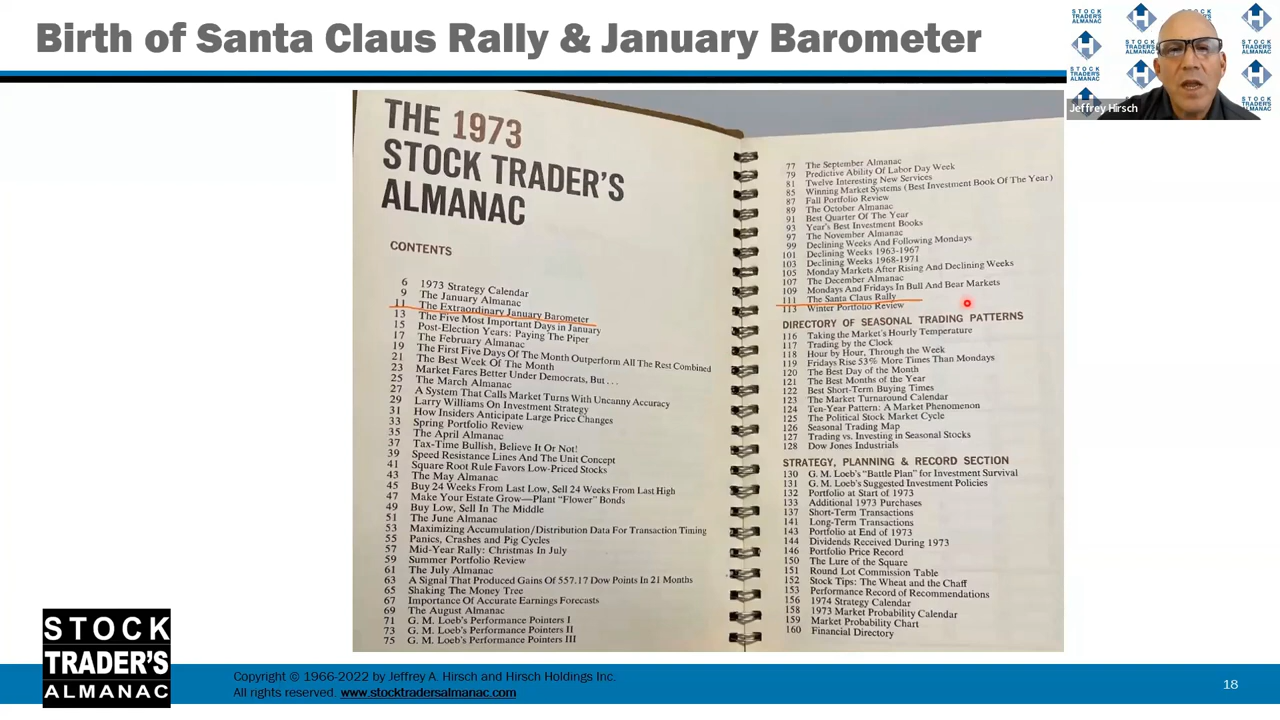 Birth of Santa Claus Rally & January Barometer
STOCK
TRADER'S
ALMANAC
Jeffrey Hirsch
THE 1973
STOCK TRADER'S
ALMANAC
CONTENTS
6 1973 Strategy Calendar
9 The January Almanac
11 The Extraordinary January Barometer
13 The Five Most Important Days in January
15 Post-Election Years: Paying The Piper
17 The February Almanac
19 The First Five Days Of The Month Outperform All The Rest Combined
21 The Best Week Of The Month
23 Market Fares Better Under Democrats, But . . .
25 The March Almanac
27 A System That Calls Market Turns With Uncanny Accuracy
29 Larry Williams On Investment Strategy
31 How Insiders Anticipate Large Price Changes
33 Spring Portfolio Review
35 The April Almanac
37 Tax-Time Bullish, Believe It Or Not!
39 Speed Resistance Lines And The Unit Concept
41 Square Root Rule Favors Low-Priced Stocks
43 The May Almanac
45 Buy 24 Weeks From Last Low, Sell 24 Weeks From Last High
47 Make Your Estate Grow—Plant "Flower" Bonds
49 Buy Low, Sell In The Middle
51 The June Almanac
53 Maximizing Accumulation/Distribution Data For Transaction Timing
55 Panics, Crashes and Pig Cycles
57 Mid-Year Rally: Christmas In July
59 Summer Portfolio Review
61 The July Almanac
63 A Signal That Produced Gains Of 557.17 Dow Points In 21 Months
65 Shaking The Money Tree
67 Importance Of Accurate Earnings Forecasts
69 The August Almanac
71 G. M. Loeb's Performance Pointers I
73 G. M. Loeb's Performance Pointers II
75 G. M. Loeb's Performance Pointers III
77 The September Almanac
79 Predictive Ability Of Labor Day Week
81 Twelve Interesting New Services
85 Winning Market Systems (Best Investment Book Of The Year)
87 Fall Portfolio Review
89 The October Almanac
91 Best Quarter Of The Year
93 Year's Best Investment Books
97 The November Almanac
99 Declining Weeks And Following Mondays
101 Declining Weeks 1963-1967
103 Declining Weeks 1968-1971
105 Monday Markets After Rising And Declining Weeks
107 The December Almanac
109 Mondays And Fridays In Bull And Bear Markets
111 The Santa Claus Rally
113 Winter Portfolio Review
DIRECTORY OF SEASONAL TRADING PATTERNS
116 Taking the Market's Hourly Temperature
117 Trading by the Clock
118 Hour by Hour, Through the Week
119 Fridays Rise 53% More Times Than Mondays
120 The Best Day of the Month
121 The Best Months of the Year
122 Best Short-Term Buying Times
123 The Market Turnaround Calendar
124 Ten-Year Pattern: A Market Phenomenon
125 The Political Stock Market Cycle
126 Seasonal Trading Map
127 Trading vs. Investing in Seasonal Stocks
128 Dow Jones Industrials
STRATEGY, PLANNING & RECORD SECTION
130 G. M. Loeb's "Battle Plan" for Investment Survival
131 G. M. Loeb's Suggested Investment Policies
132 Portfolio at Start of 1973
133 Additional 1973 Purchases
137 Short-Term Transactions
141 Long-Term Transactions
143 Portfolio at End of 1973
144 Dividends Received During 1973
146 Portfolio Price Record
150 The Lure of the Square
151 Round Lot Commission Table
152 Stock Tips: The Wheat and the Chaff
153 Performance Record of Recommendations
156 1974 Strategy Calendar
158 1973 Market Probability Calendar
159 Market Probability Chart
160 Financial Directory
STOCK
TRADER'S
ALMANAC
Copyright © 1966-2022 by Jeffrey A. Hirsch and Hirsch Holdings Inc.
All rights reserved. www.stocktradersalmanac.com
18